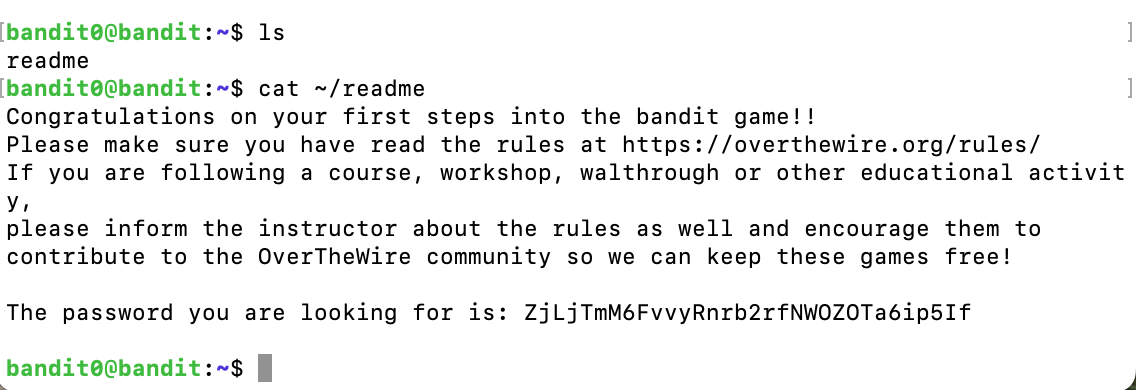 bandit0@bandit:~$ ls
readme
bandit0@bandit:~$ cat ~/readme
Congratulations on your first steps into the bandit game!!
Please make sure you have read the rules at https://overthewire.org/rules/
If you are following a course, workshop, walthrough or other educational activit
y,
please inform the instructor about the rules as well and encourage them to
contribute to the OverTheWire community so we can keep these games free!

The password you are looking for is: ZjLjTmM6FvvyRnrb2rfNWOZOTa6ip5If

bandit0@bandit:~$